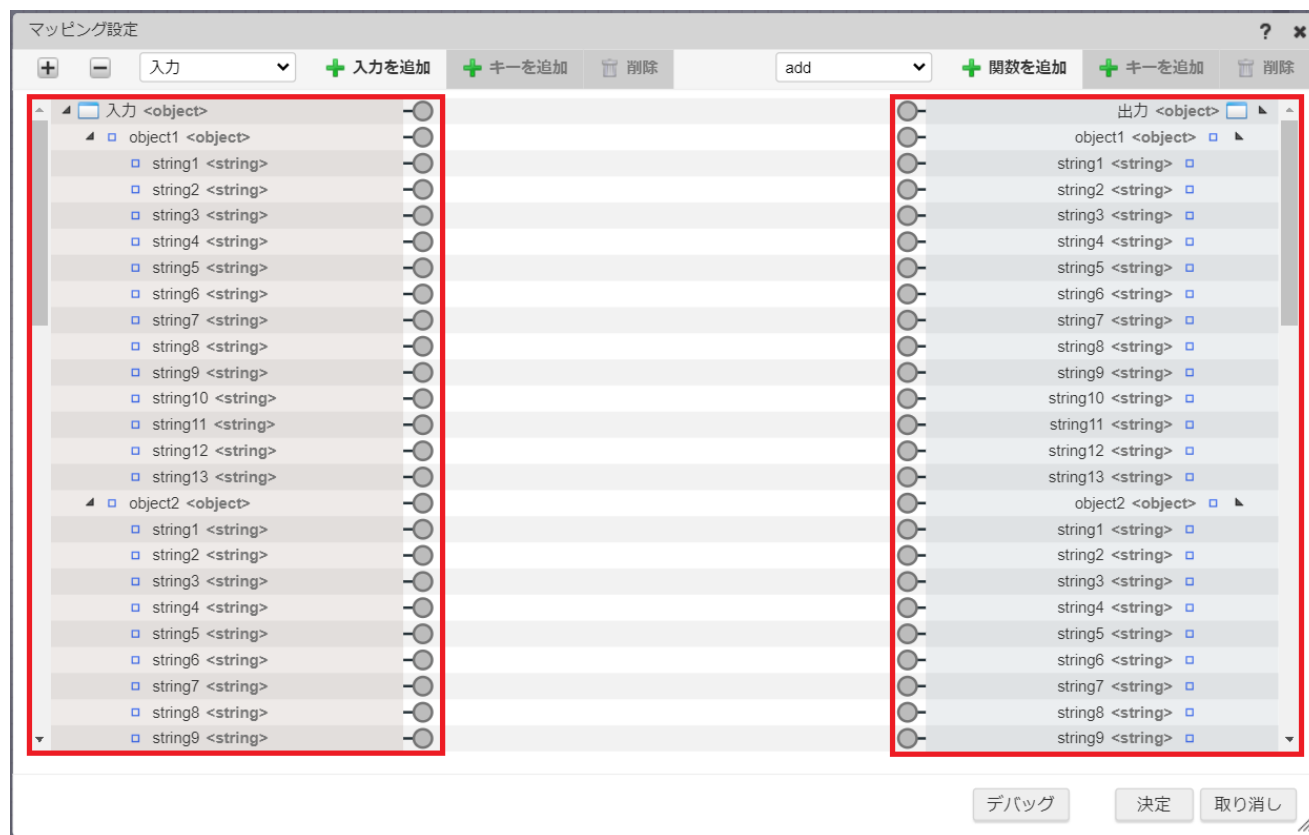 マッピング設定 ?
入力 入力を追加 キーを追加 削除 add 関数を追加 キーを追加 削除
入力 <object> 出力 <object>
object1 <object> object1 <object>
string1 <string> string1 <string>
string2 <string> string2 <string>
string3 <string> string3 <string>
string4 <string> string4 <string>
string5 <string> string5 <string>
string6 <string> string6 <string>
string7 <string> string7 <string>
string8 <string> string8 <string>
string9 <string> string9 <string>
string10 <string> string10 <string>
string11 <string> string11 <string>
string12 <string> string12 <string>
string13 <string> string13 <string>
object2 <object> object2 <object>
string1 <string> string1 <string>
string2 <string> string2 <string>
string3 <string> string3 <string>
string4 <string> string4 <string>
string5 <string> string5 <string>
string6 <string> string6 <string>
string7 <string> string7 <string>
string8 <string> string8 <string>
string9 <string> string9 <string>
デバッグ 決定 取り消し